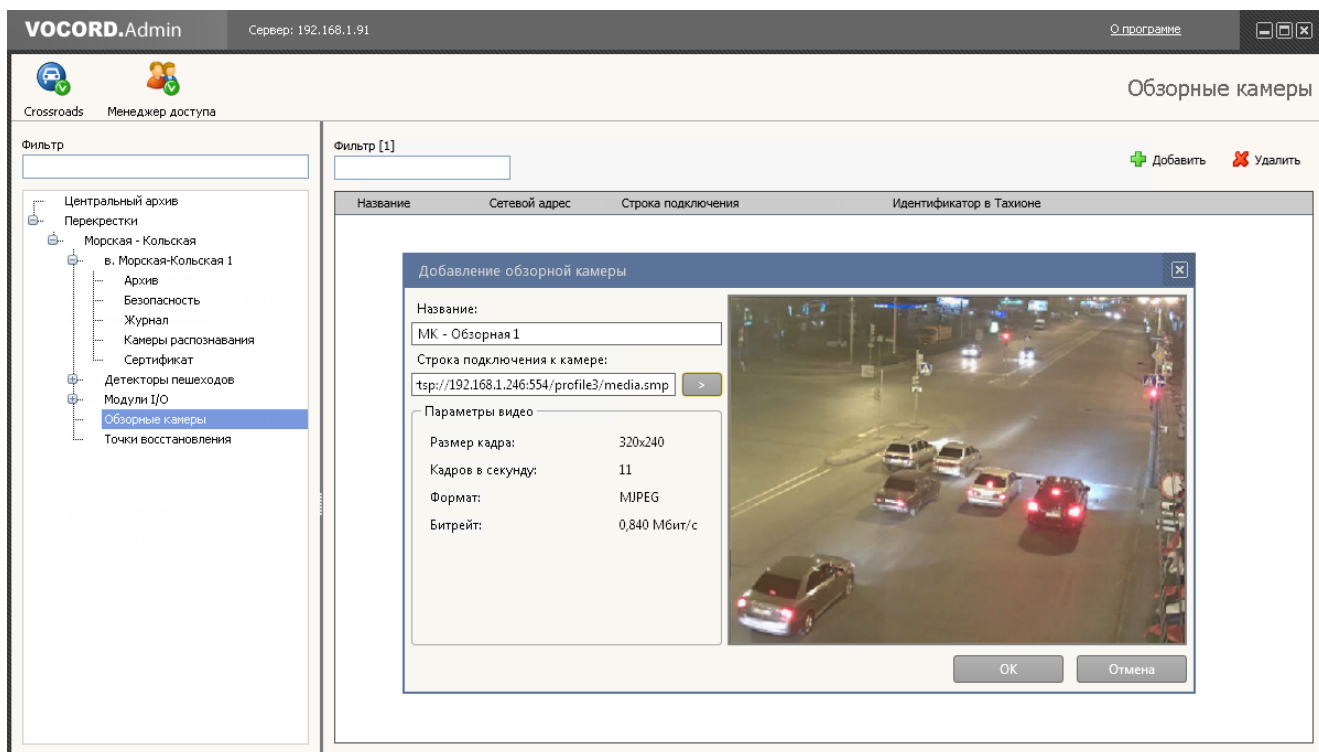 VOCORD.Admin
Сервер: 192.168.1.91
О программе
Crossroads
Менеджер доступа
Обзорные камеры
Фильтр
Центральный архив
Перекрестки
Морская - Кольская
в. Морская-Кольская 1
Архив
Безопасность
Журнал
Камеры распознавания
Сертификат
Детекторы пешеходов
Модули I/O
Обзорные камеры
Точки восстановления
Фильтр [1]
Добавить
Удалить
Название
Сетевой адрес
Строка подключения
Идентификатор в Тахионе
Добавление обзорной камеры
Название:
МК - Обзорная 1
Строка подключения к камере:
tsp://192.168.1.246:554/profile3/media.smp
>
Параметры видео
Размер кадра:
320x240
Кадров в секунду:
11
Формат:
MJPEG
Битрейт:
0,840 Мбит/с
OK
Отмена